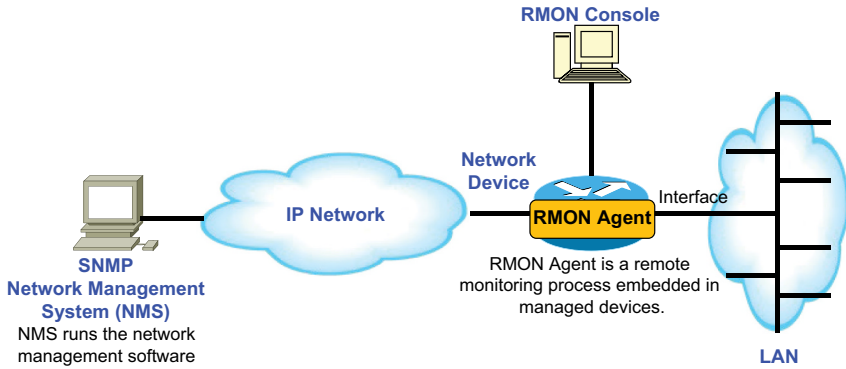 RMON Console
Network
Device
IP Network
RMON Agent
Interface
RMON Agent is a remote
monitoring process embedded in
managed devices.
SNMP
Network Management
System (NMS)
NMS runs the network
management software
LAN